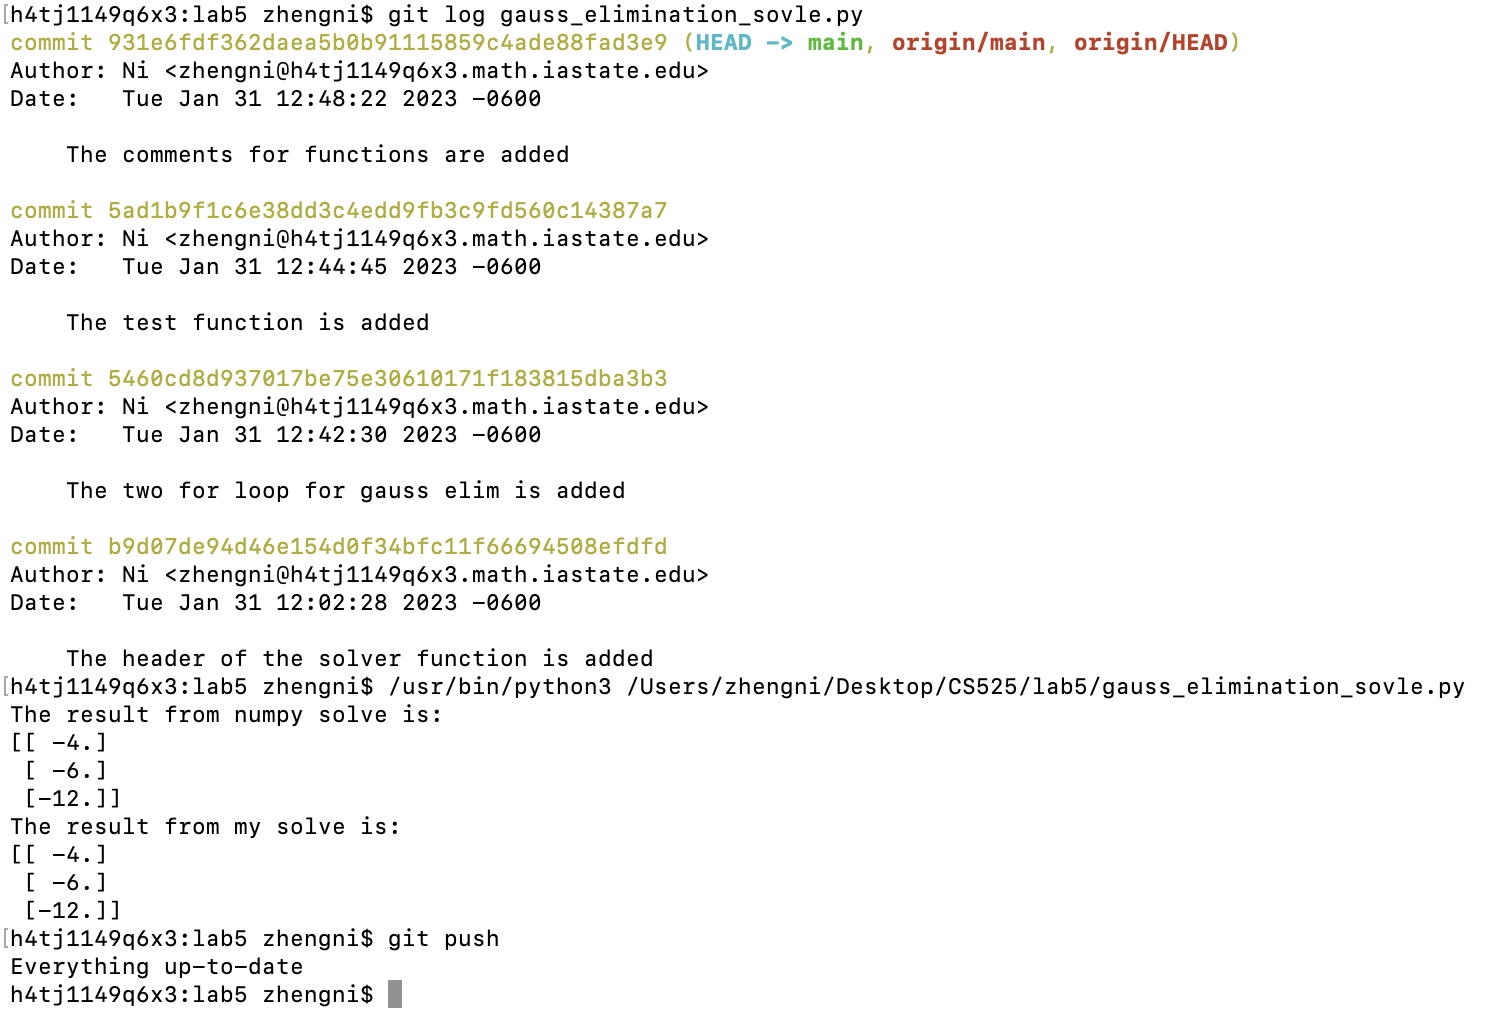 h4tj1149q6x3:lab5 zhengni$ git log gauss_elimination_sovle.py
commit 931e6fdf362daea5b0b91115859c4ade88fad3e9 (HEAD -> main, origin/main, origin/HEAD)
Author: Ni <zhengni@h4tj1149q6x3.math.iastate.edu>
Date:   Tue Jan 31 12:48:22 2023 -0600
    The comments for functions are added
commit 5ad1b9f1c6e38dd3c4edd9fb3c9fd560c14387a7
Author: Ni <zhengni@h4tj1149q6x3.math.iastate.edu>
Date:   Tue Jan 31 12:44:45 2023 -0600
    The test function is added
commit 5460cd8d937017be75e30610171f183815dba3b3
Author: Ni <zhengni@h4tj1149q6x3.math.iastate.edu>
Date:   Tue Jan 31 12:42:30 2023 -0600
    The two for loop for gauss elim is added
commit b9d07de94d46e154d0f34bfc11f66694508efdfd
Author: Ni <zhengni@h4tj1149q6x3.math.iastate.edu>
Date:   Tue Jan 31 12:02:28 2023 -0600
    The header of the solver function is added
h4tj1149q6x3:lab5 zhengni$ /usr/bin/python3 /Users/zhengni/Desktop/CS525/lab5/gauss_elimination_sovle.py
The result from numpy solve is:
[[ -4.]
 [ -6.]
 [-12.]]
The result from my solve is:
[[ -4.]
 [ -6.]
 [-12.]]
h4tj1149q6x3:lab5 zhengni$ git push
Everything up-to-date
h4tj1149q6x3:lab5 zhengni$